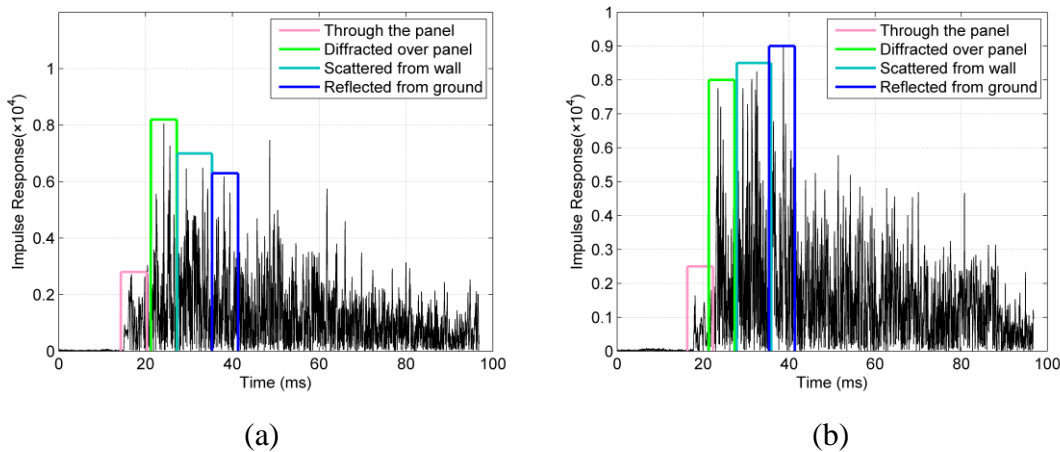 Through the panel
Diffracted over panel
Scattered from wall
Reflected from ground
1
0.8
0.6
0.4
0.2
0
0 20 40 60 80 100
Impulse Response(×10⁴)
Time (ms)
(a)
Through the panel
Diffracted over panel
Scattered from wall
Reflected from ground
1
0.9
0.8
0.7
0.6
0.5
0.4
0.3
0.2
0.1
0
0 20 40 60 80 100
Impulse Response(×10⁴)
Time (ms)
(b)